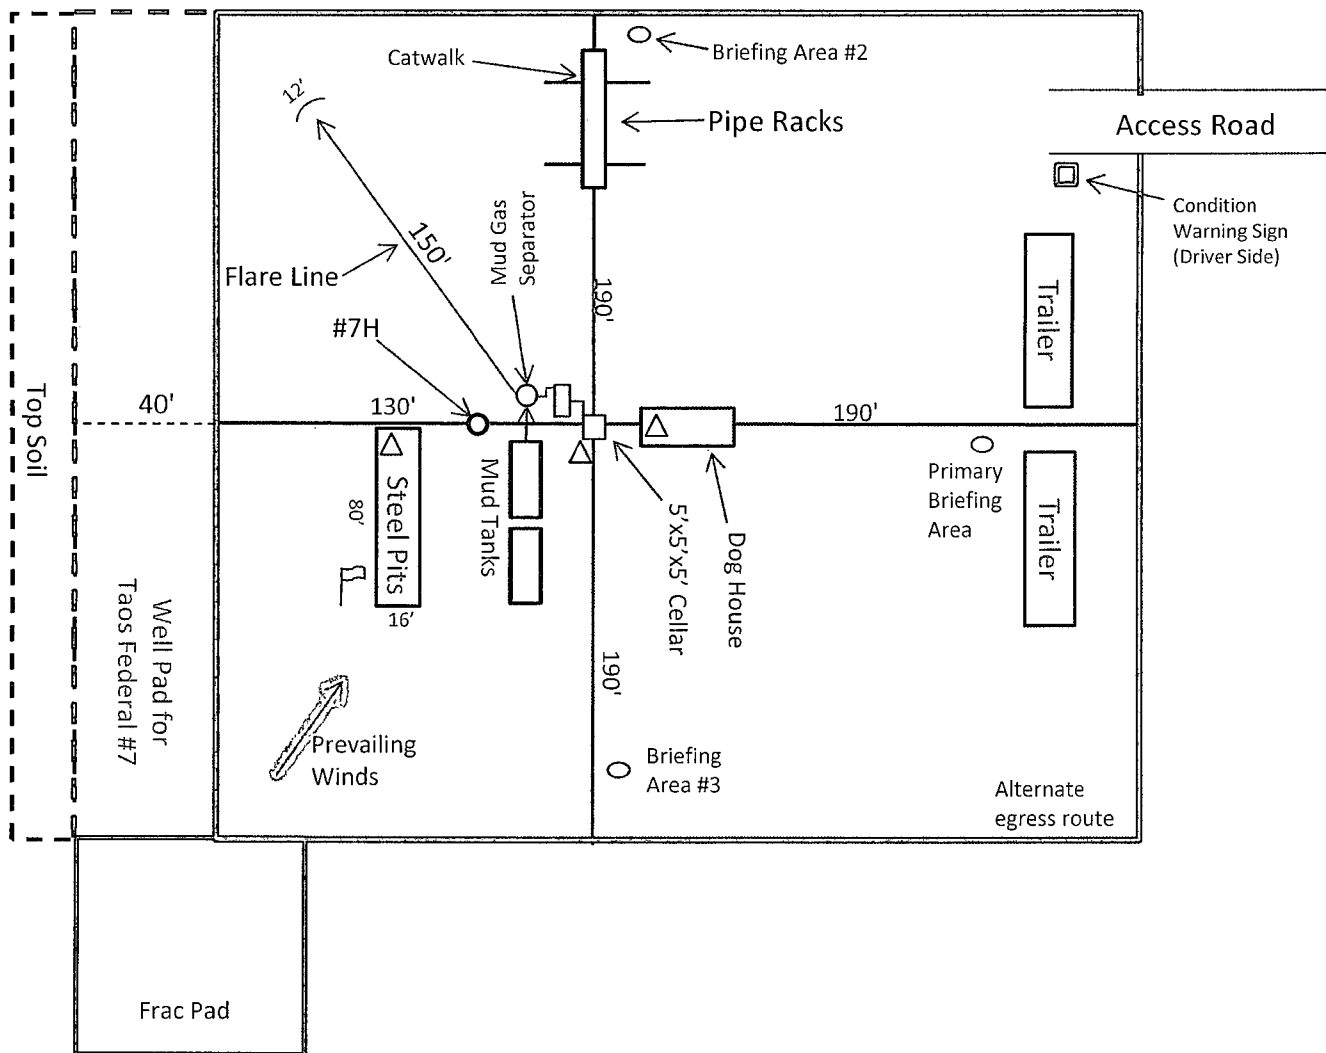 Catwalk
Briefing Area #2
12'
Pipe Racks
Access Road
Condition
Warning Sign
(Driver Side)
Mud Gas
Separator
150'
Flare Line
190'
#7H
Trailer
Top Soil
40'
130'
190'
Steel Pits
80'
16'
Mud Tanks
5'x5'x5' Cellar
Dog House
Primary
Briefing
Area
Trailer
Well Pad for
Taos Federal #7
190'
Prevailing
Winds
Briefing
Area #3
Alternate
egress route
Frac Pad